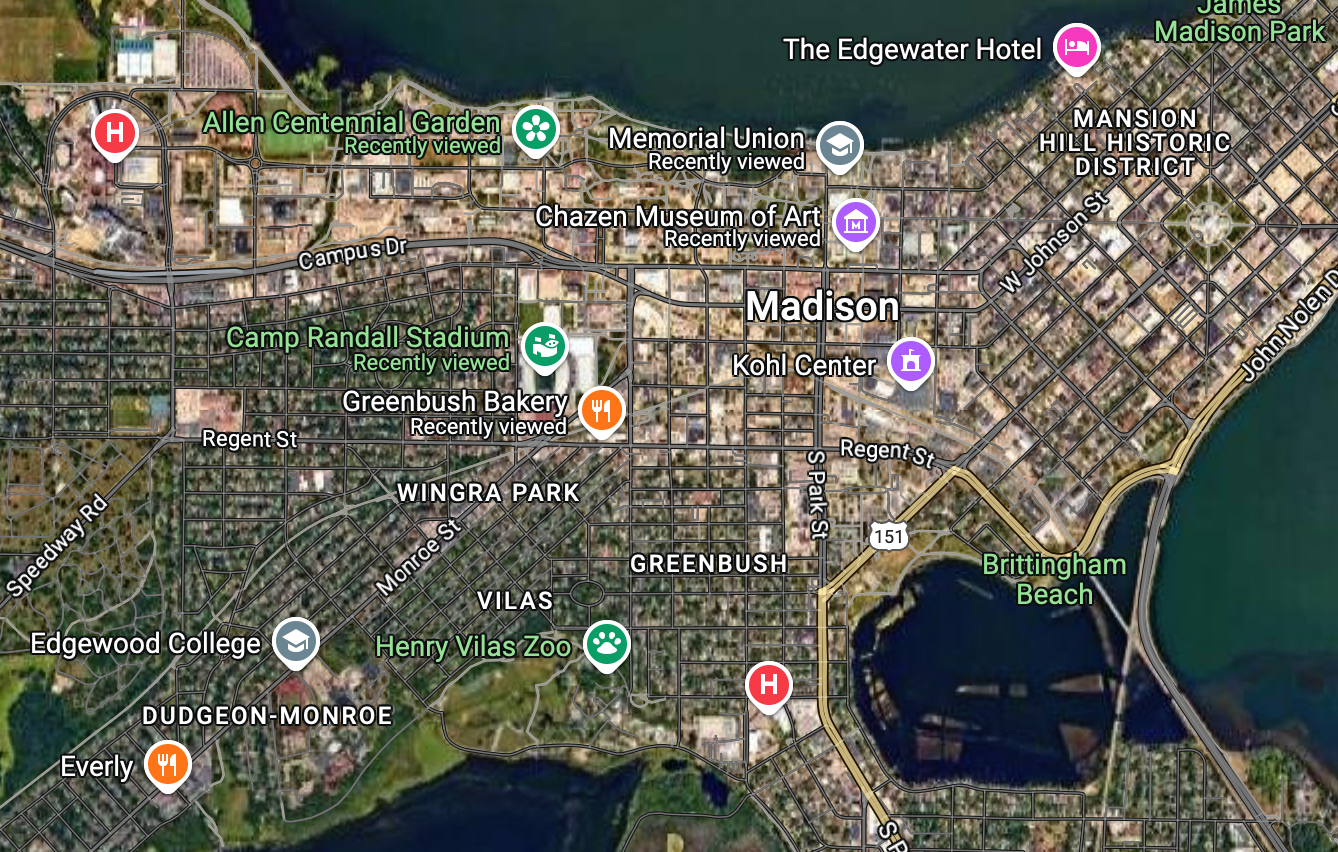 James
Madison Park
The Edgewater Hotel
MANSION
HILL HISTORIC
DISTRICT
H
Allen Centennial Garden
Recently viewed
Memorial Union
Recently viewed
Chazen Museum of Art
Recently viewed
M
W Johnson St
Campus Dr
Madison
John Nolen D
Camp Randall Stadium
Recently viewed
Kohl Center
Greenbush Bakery
Recently viewed
Regent St
Regent St
S Park St
WINGRA PARK
Speedway Rd
Monroe St
151
GREENBUSH
Brittingham
Beach
VILAS
Edgewood College
Henry Vilas Zoo
H
DUDGEON-MONROE
Everly
S P